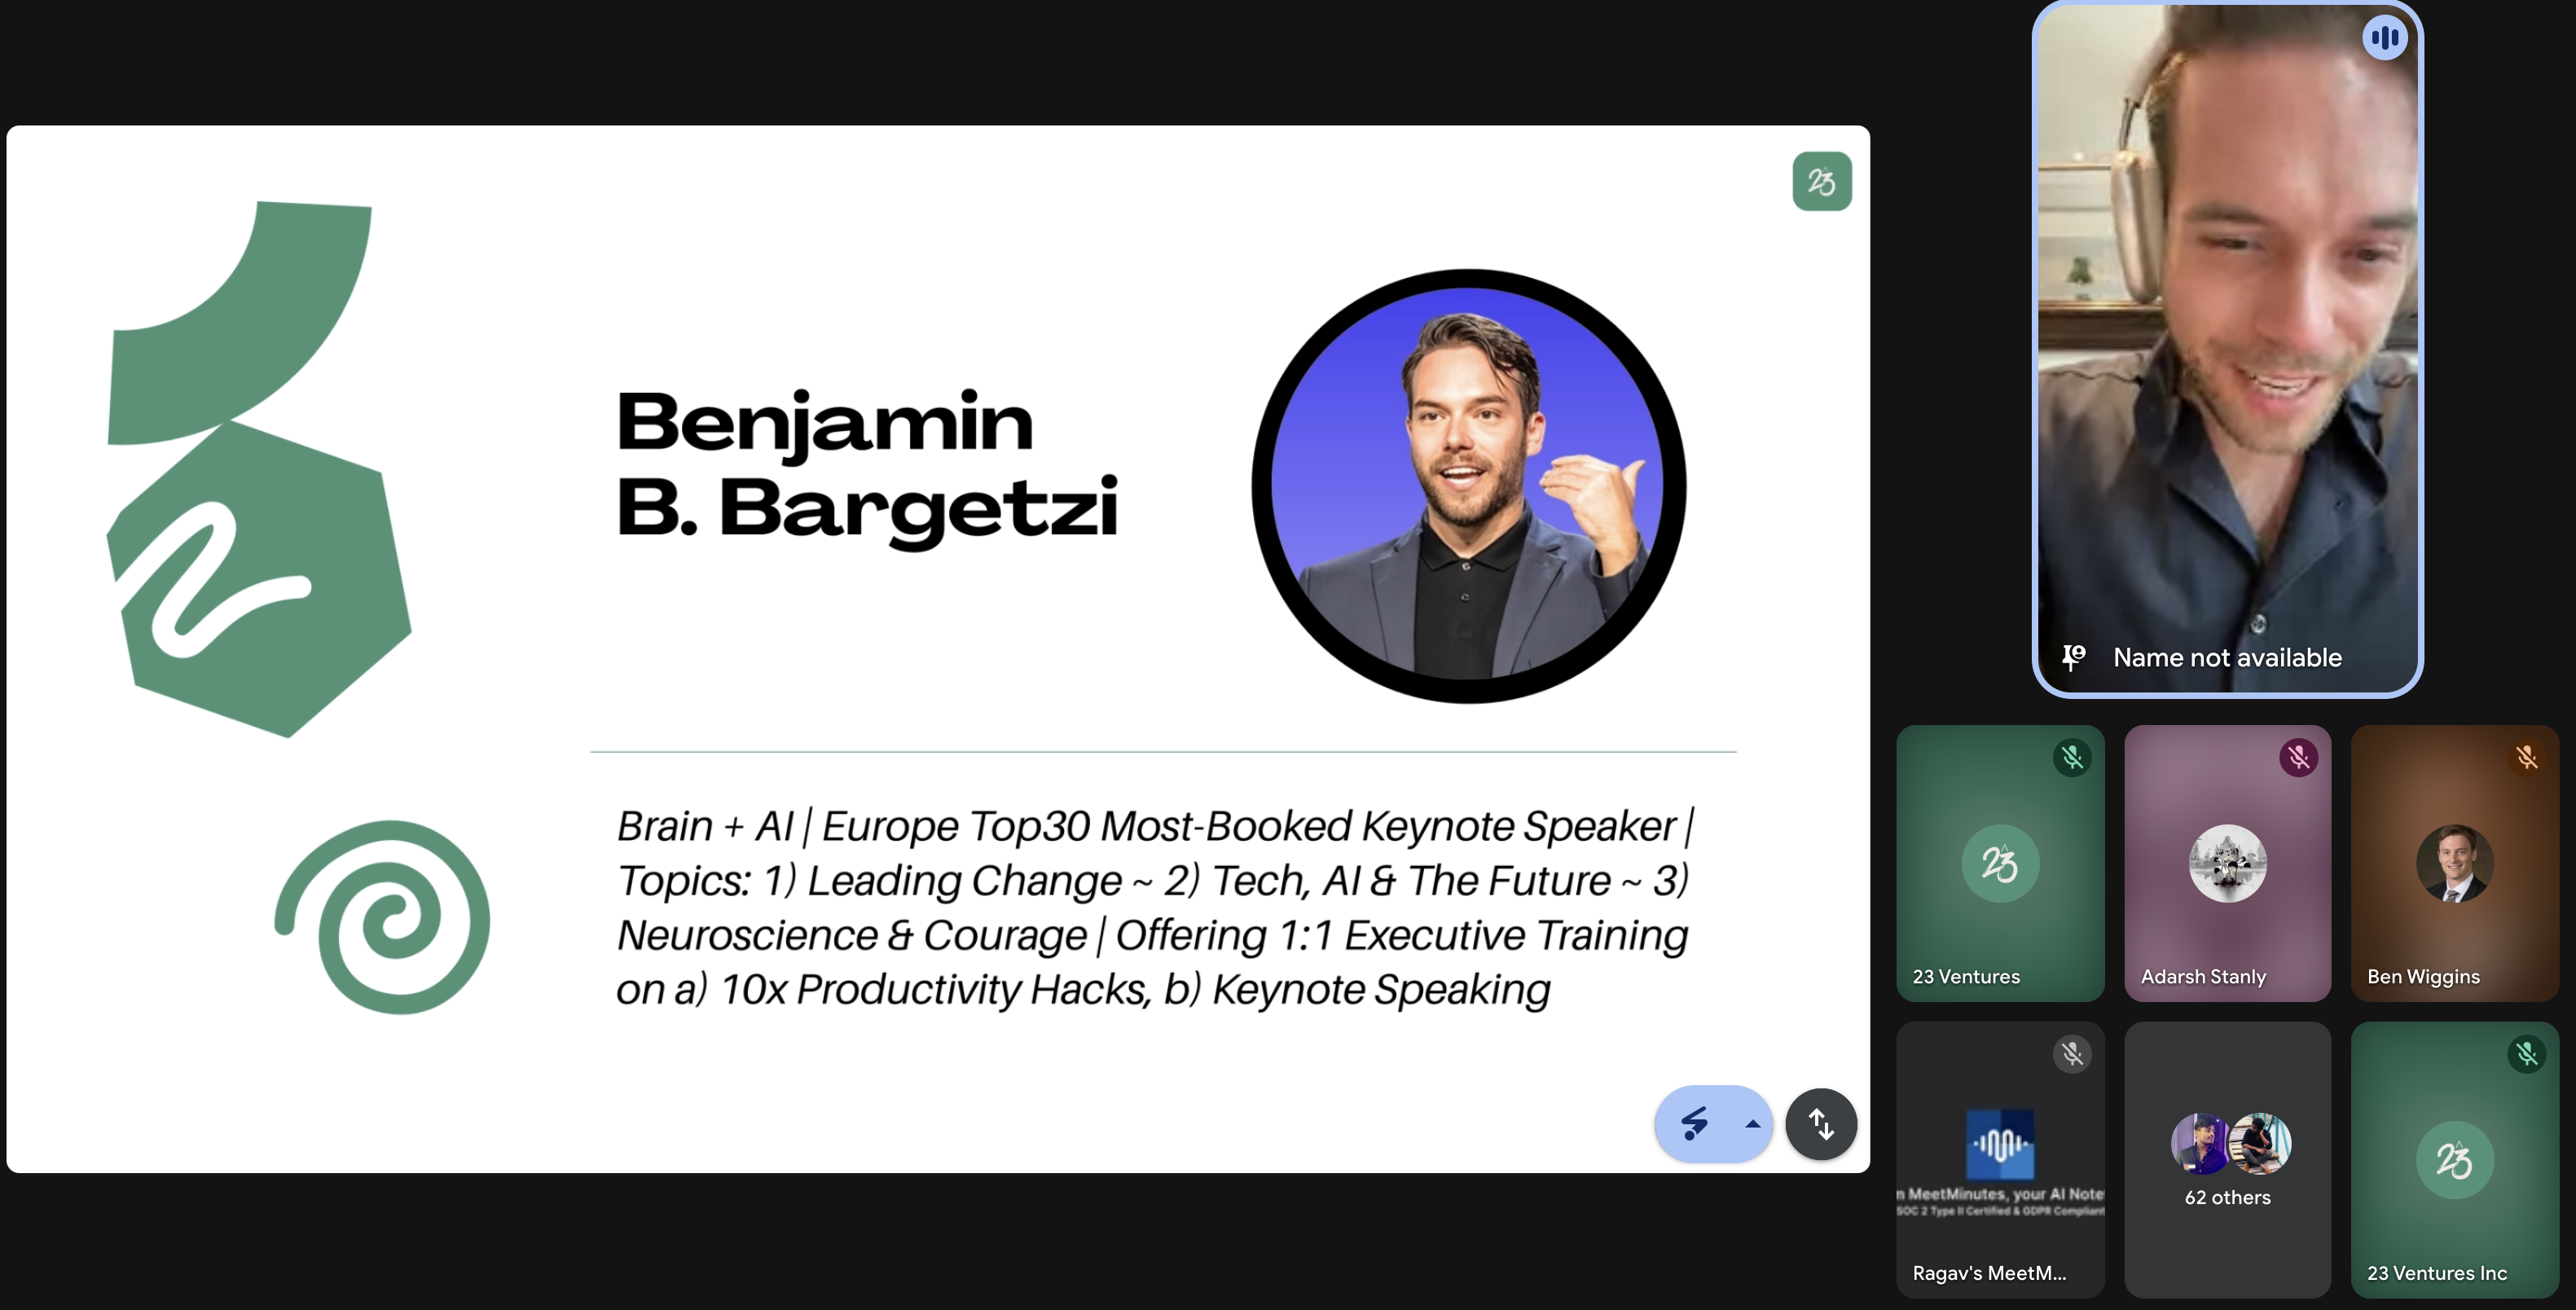 23
Benjamin
B. Bargetzi
Brain + AI | Europe Top30 Most-Booked Keynote Speaker |
Topics: 1) Leading Change ~ 2) Tech, AI & The Future ~ 3)
Neuroscience & Courage | Offering 1:1 Executive Training
on a) 10x Productivity Hacks, b) Keynote Speaking
Name not available
23
23 Ventures
Adarsh Stanly
Ben Wiggins
n MeetMinutes, your AI Note
SOC 2 Type II Certified & GDPR Compliant
Ragav's MeetM...
62 others
23
23 Ventures Inc